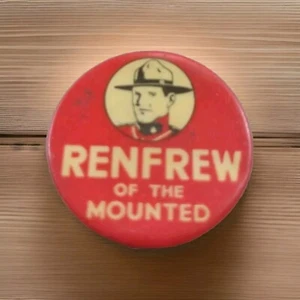 RENFREW
OF THE
MOUNTED